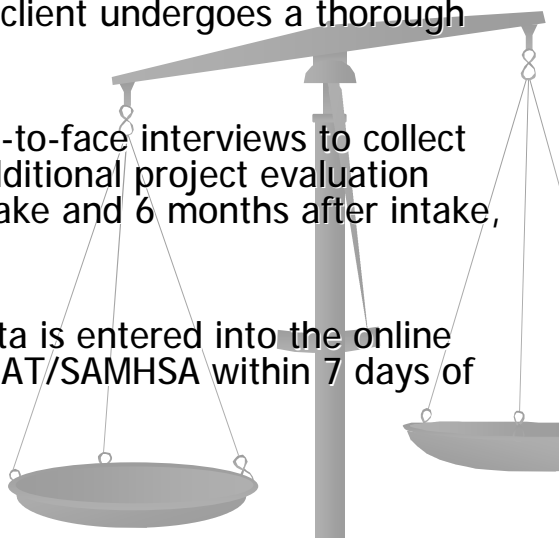 client undergoes a thorough
-to-face interviews to collect
dditional project evaluation
ake and 6 months after intake,
ta is entered into the online
AT/SAMHSA within 7 days of